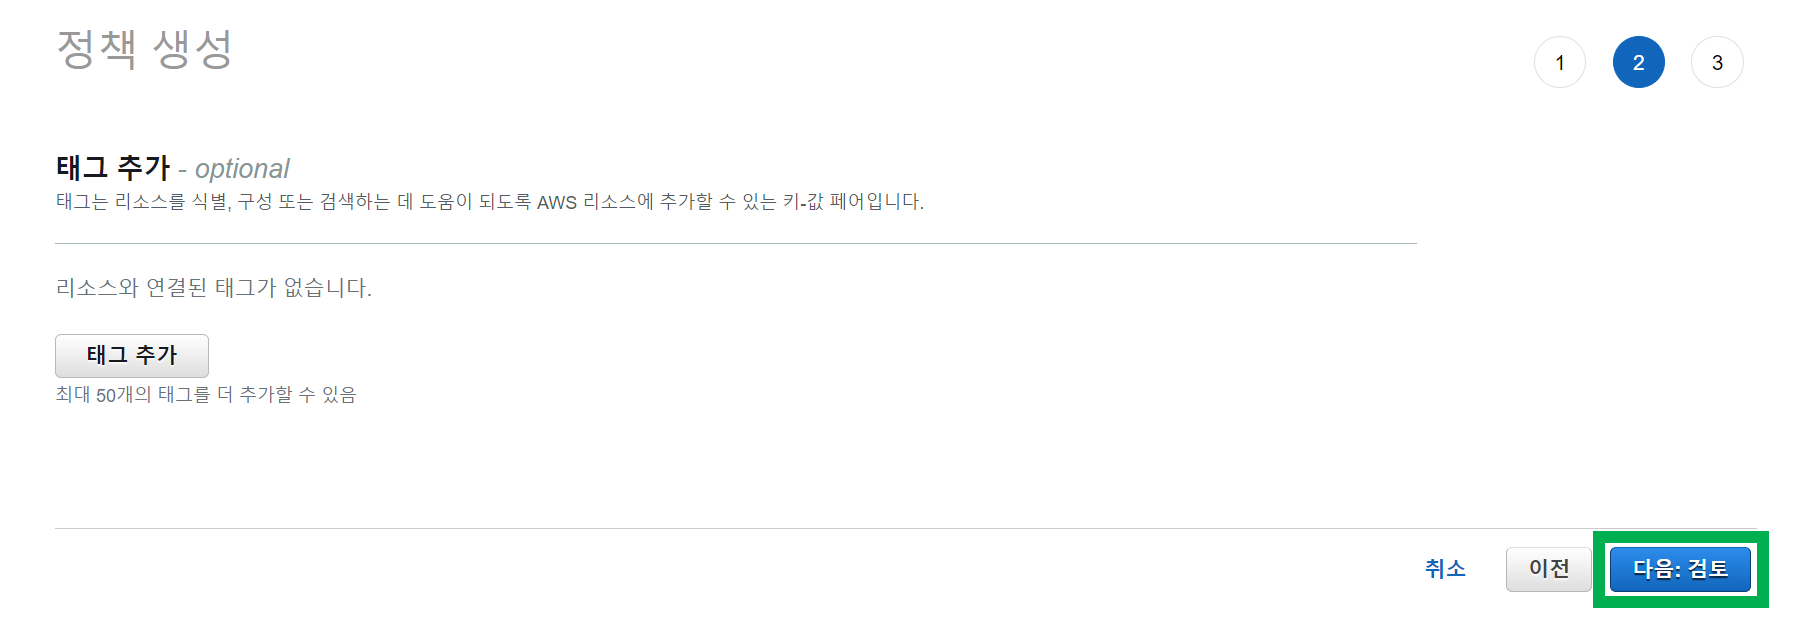 정책 생성
1 2 3
태그 추가 - optional
태그는 리소스를 식별, 구성 또는 검색하는 데 도움이 되도록 AWS 리소스에 추가할 수 있는 키-값 페어입니다.
리소스와 연결된 태그가 없습니다.
태그 추가
최대 50개의 태그를 더 추가할 수 있음
취소 이전 다음: 검토